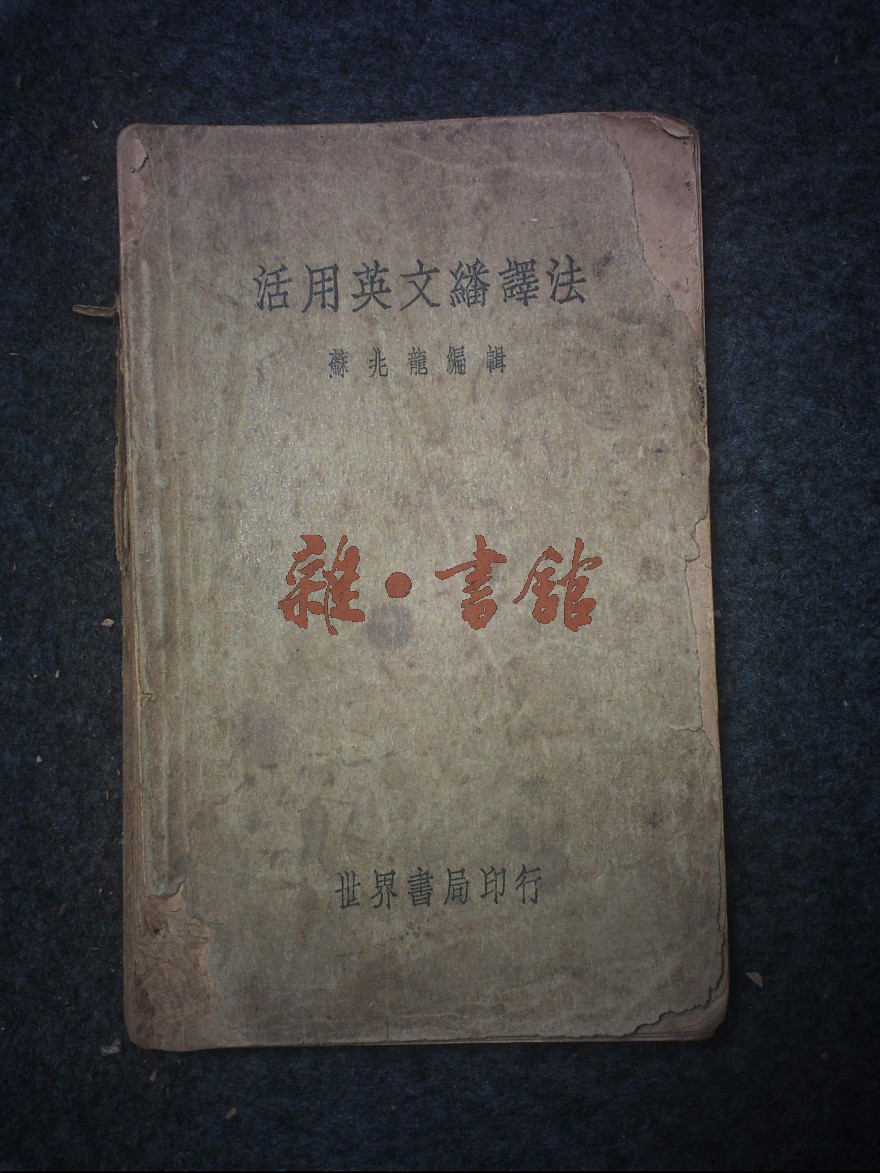 活用英文繙譯法
蘇兆龍編輯
雜·書館
世界書局印行